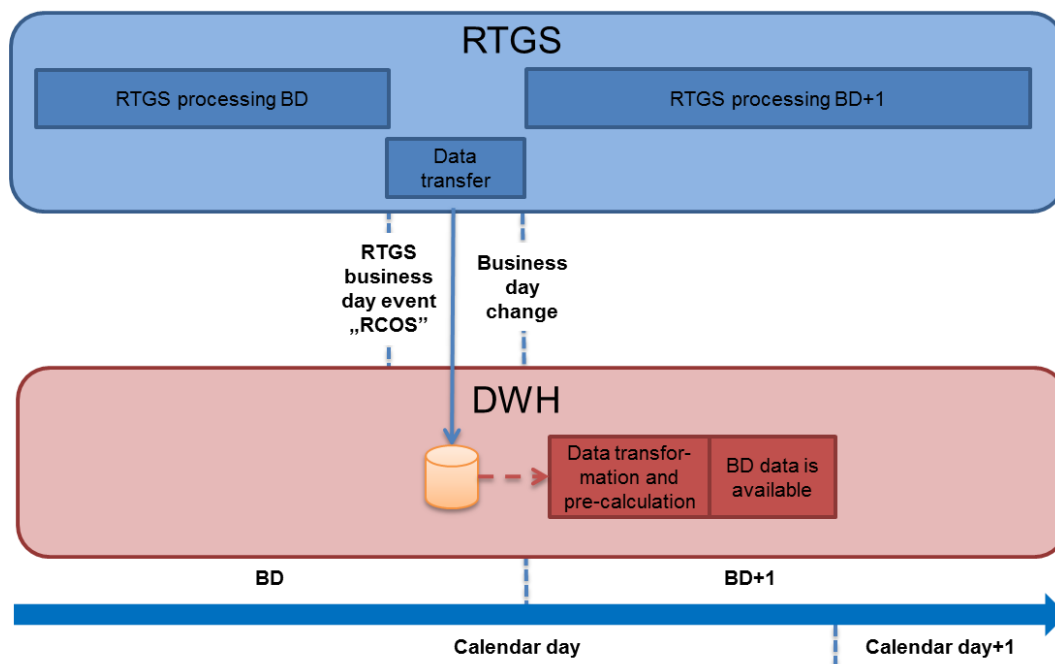 RTGS
RTGS processing BD
RTGS processing BD+1
Data
transfer
RTGS
business
day event
„RCOS”
Business
day
change
DWH
Data transfor-
mation and
pre-calculation
BD data is
available
BD
BD+1
Calendar day
Calendar day+1